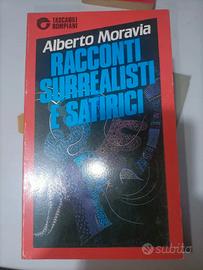 TASCABILI
BOMPIANI
Alberto Moravia
RACCONTI
SURREALISTI
E SATIRICI
subito